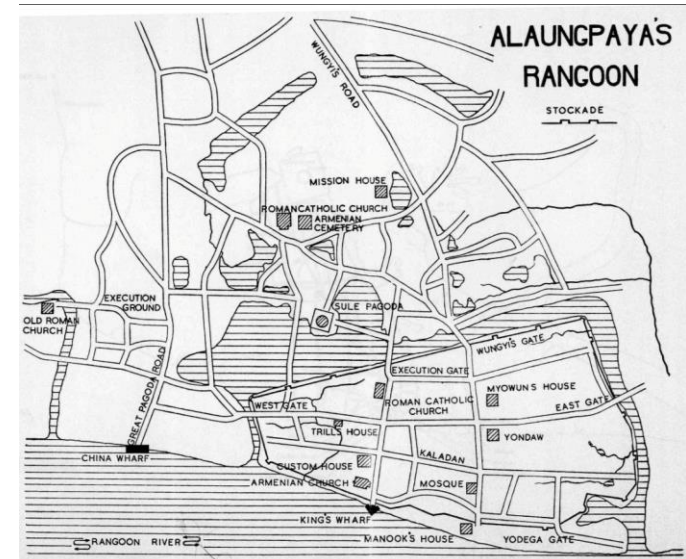 ALAUNGPAYA'S
RANGOON
STOCKADE
WUNGYI'S ROAD
MISSION HOUSE
ROMANCATHOLIC CHURCH
ARMENIAN
CEMETERY
EXECUTION
GROUND
SULE PAGODA
OLD ROMAN
CHURCH
WUNGYI'S GATE
GREAT PAGODA ROAD
EXECUTION GATE
MYOWUN'S HOUSE
WEST GATE
ROMAN CATHOLIC
CHURCH
EAST GATE
TRILL'S HOUSE
YONDAW
CHINA WHARF
KALADAN
CUSTOM HOUSE
ARMENIAN CHURCH
MOSQUE
KING'S WHARF
RANGOON RIVER
MANOOK'S HOUSE
YODEGA GATE